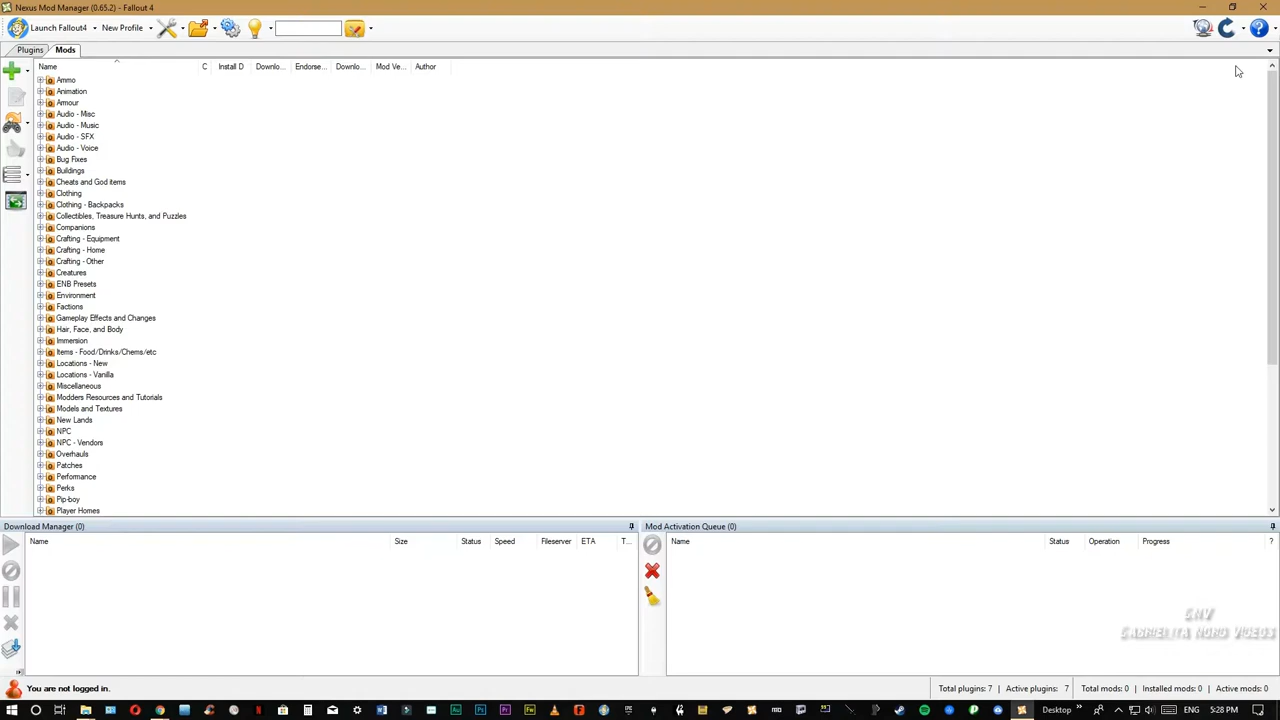 Nexus Mod Manager (0.65.2) - Fallout 4
Launch Fallout4
New Profile
Plugins
Mods
Name C Install D Downlo... Endorse... Downlo... Mod Ve... Author
Ammo
Animation
Armour
Audio - Misc
Audio - Music
Audio - SFX
Audio - Voice
Bug Fixes
Buildings
Cheats and God items
Clothing
Clothing - Backpacks
Collectibles, Treasure Hunts, and Puzzles
Companions
Crafting - Equipment
Crafting - Home
Crafting - Other
Creatures
ENB Presets
Environment
Factions
Gameplay Effects and Changes
Hair, Face, and Body
Immersion
Items - Food/Drinks/Chems/etc
Locations - New
Locations - Vanilla
Miscellaneous
Modders Resources and Tutorials
Models and Textures
New Lands
NPC
NPC - Vendors
Overhauls
Patches
Performance
Perks
Pip-boy
Player Homes
Download Manager (0)
Name Size Status Speed Fileserver ETA T...
Mod Activation Queue (0)
Name Status Operation Progress ?
GNV
GABRIELITA NORD VIDEOS
You are not logged in.
Total plugins: 7 Active plugins: 7 Total mods: 0 Installed mods: 0 Active mods: 0
Desktop
ENG
5:28 PM